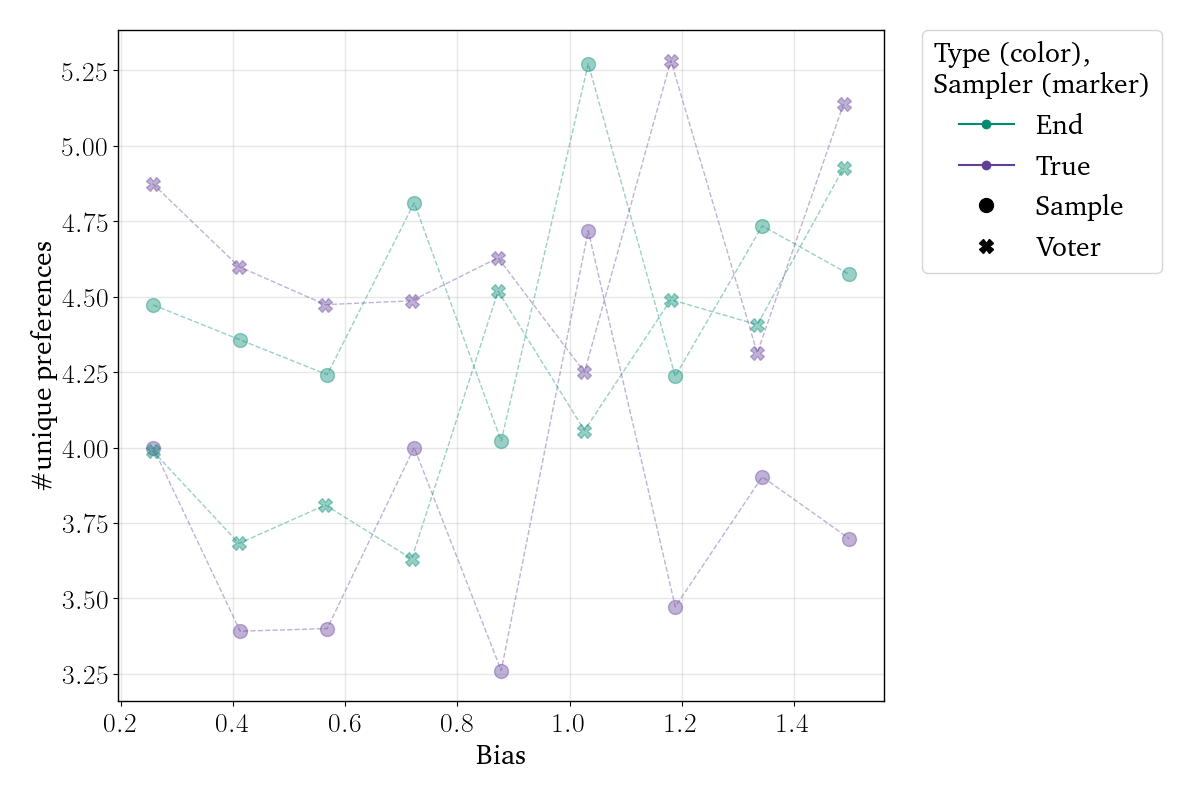 5.25
5.00
4.75
4.50
4.25
4.00
3.75
3.50
3.25
#unique preferences
0.2 0.4 0.6 0.8 1.0 1.2 1.4
Bias
Type (color),
Sampler (marker)
End
True
Sample
Voter